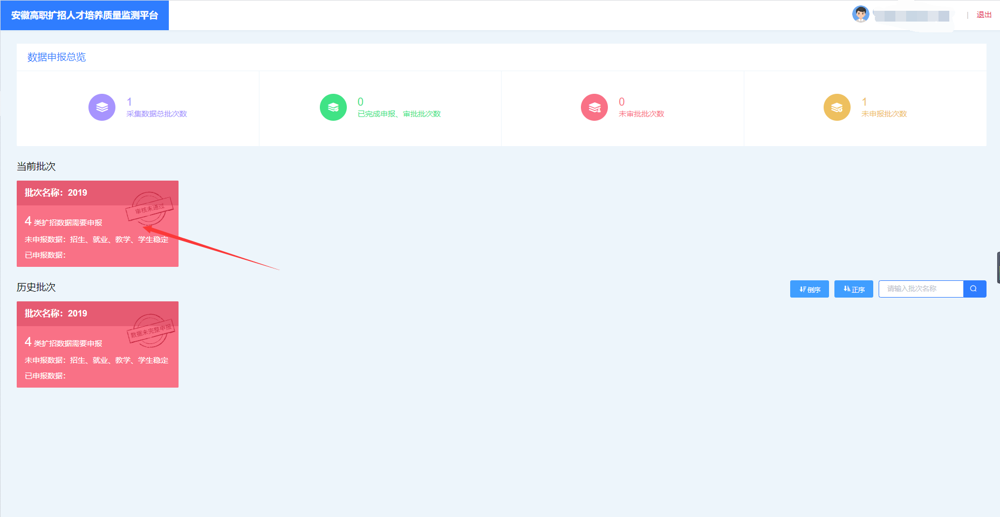 安徽高职扩招人才培养质量监测平台
| 退出
数据申报总览
1
采集数据总批次数
0
已完成申报、审批批次数
0
未审批批次数
1
未申报批次数
当前批次
批次名称：2019
审核未通过
4 类扩招数据需要申报
未申报数据：招生、就业、教学、学生稳定
已申报数据：
历史批次
倒序
正序
请输入批次名称
批次名称：2019
数据未完整申报
4 类扩招数据需要申报
未申报数据：招生、就业、教学、学生稳定
已申报数据：